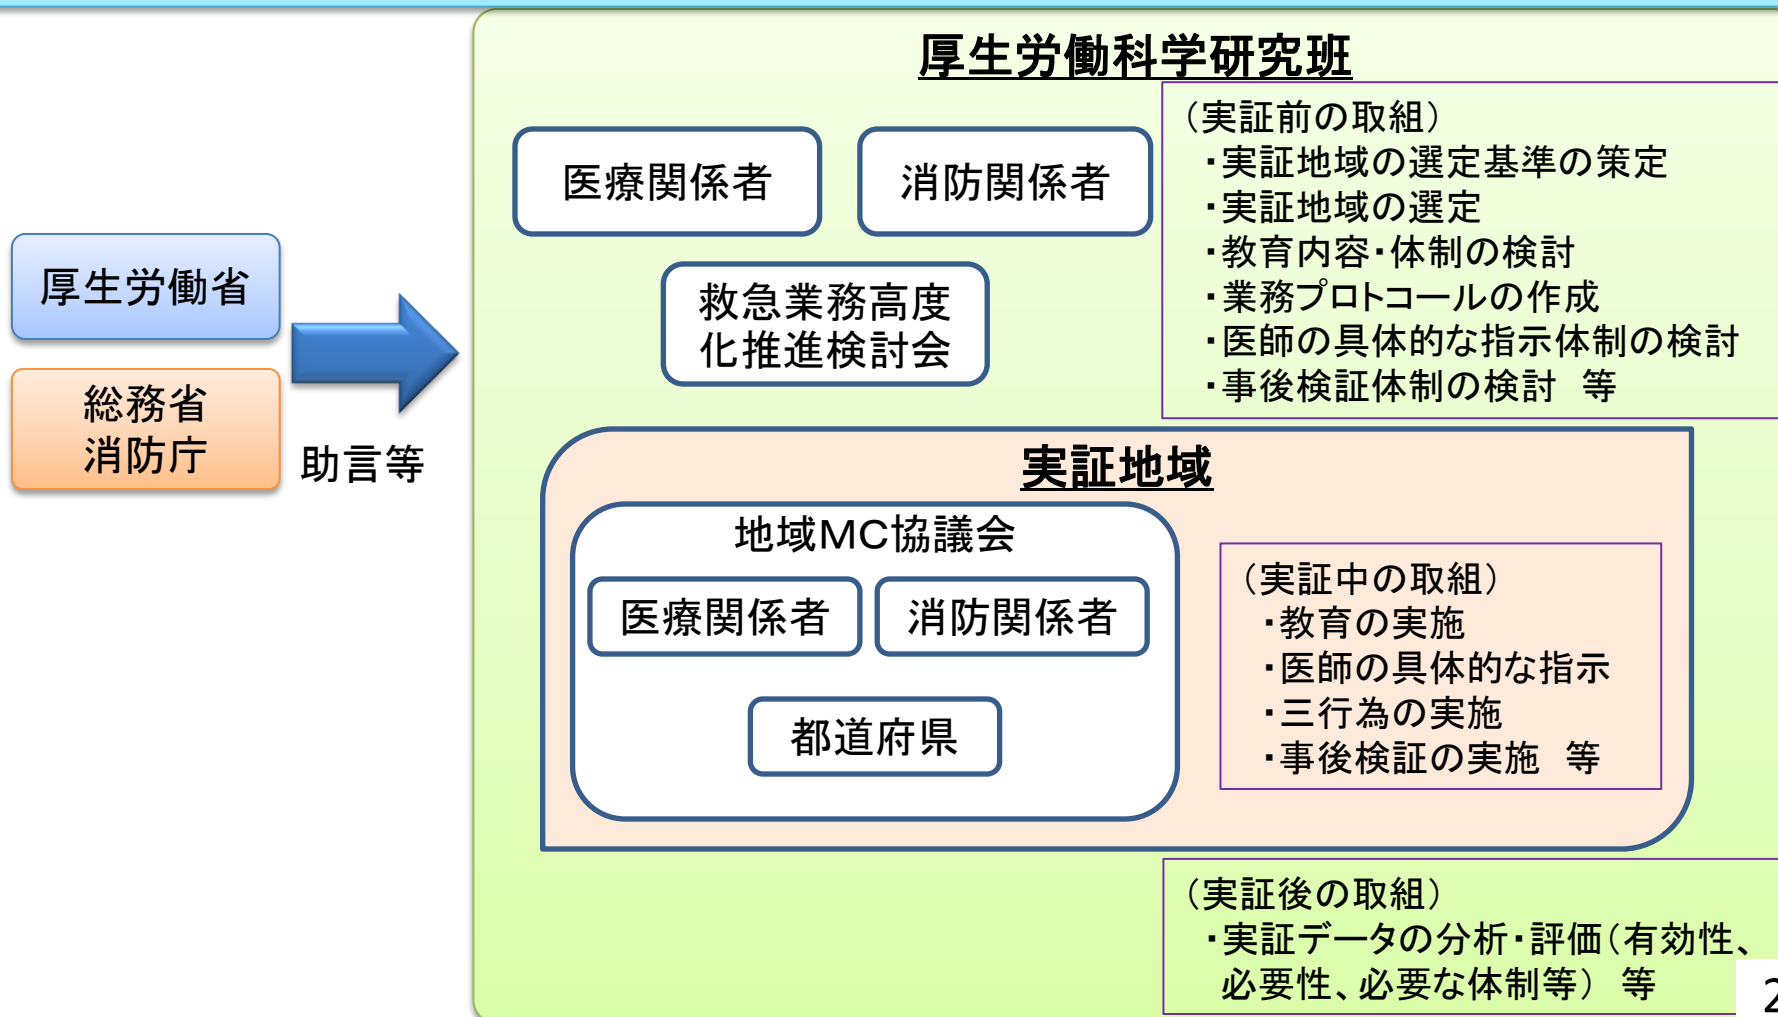 厚生労働科学研究班
厚生労働省
総務省
消防庁
助言等
医療関係者
消防関係者
救急業務高度
化推進検討会
（実証前の取組）
・実証地域の選定基準の策定
・実証地域の選定
・教育内容・体制の検討
・業務プロトコールの作成
・医師の具体的な指示体制の検討
・事後検証体制の検討　等
実証地域
地域MC協議会
医療関係者
消防関係者
都道府県
（実証中の取組）
・教育の実施
・医師の具体的な指示
・三行為の実施
・事後検証の実施　等
（実証後の取組）
・実証データの分析・評価（有効性、
必要性、必要な体制等）　等
2